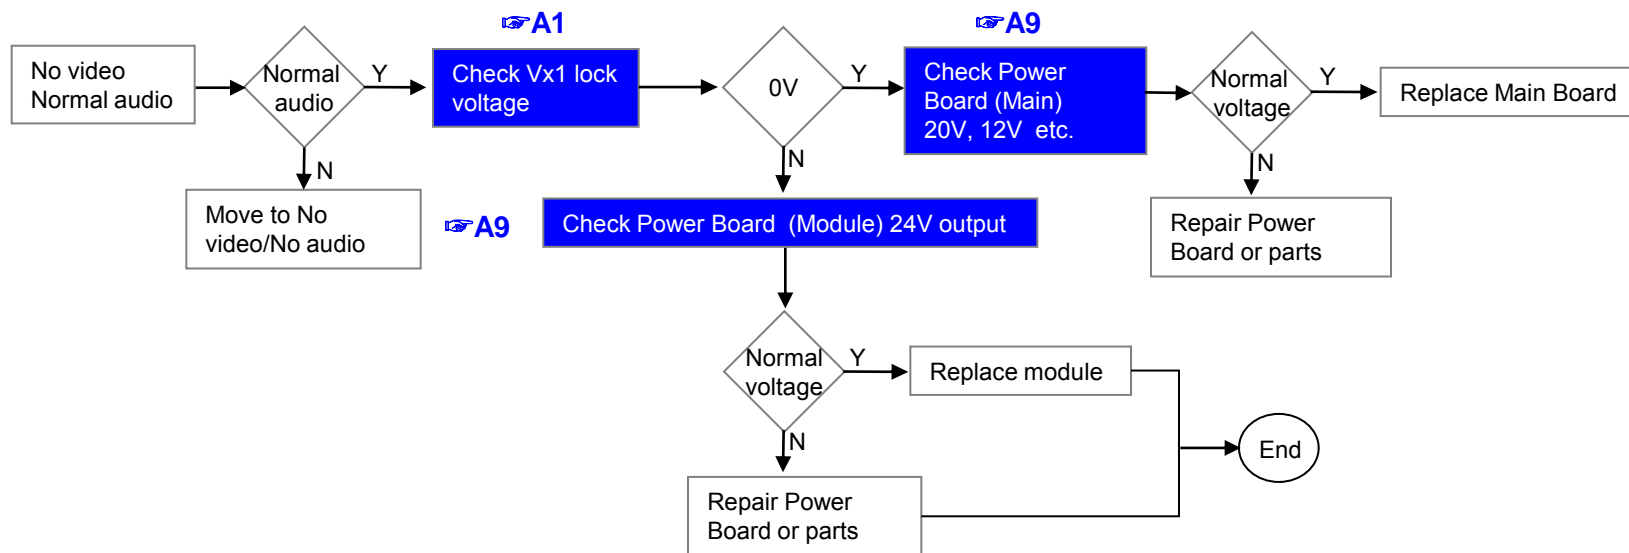 ☞A1
☞A9
No video
Normal audio
Normal
audio
Y
Check Vx1 lock
voltage
0V
Y
Check Power
Board (Main)
20V, 12V etc.
Normal
voltage
Y
Replace Main Board
N
N
N
Move to No
video/No audio
☞A9
Check Power Board (Module) 24V output
Repair Power
Board or parts
Normal
voltage
Y
Replace module
N
End
Repair Power
Board or parts